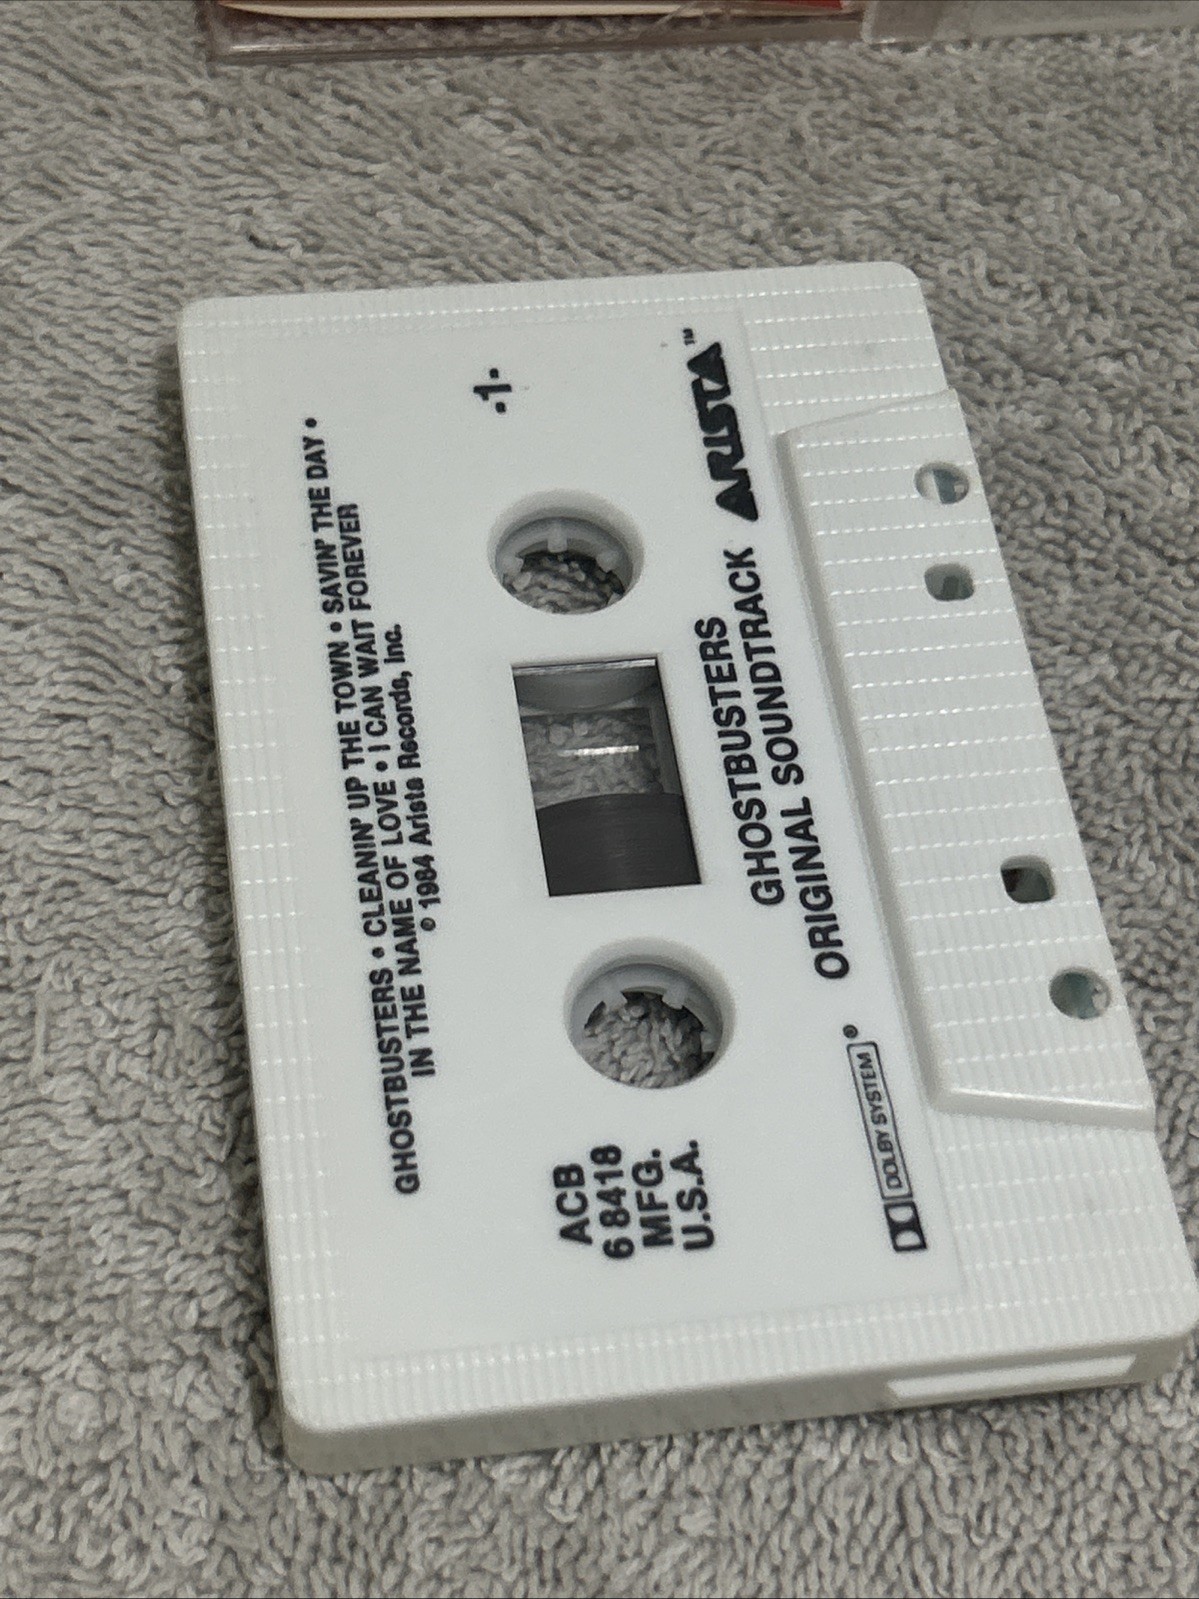 GHOSTBUSTERS • CLEANIN' UP THE TOWN • SAVIN' THE DAY •
IN THE NAME OF LOVE • I CAN WAIT FOREVER
© 1984 Arista Records, Inc.
ACB
6 8418
MFG.
U.S.A.
-1-
GHOSTBUSTERS
ORIGINAL SOUNDTRACK
ARISTA™
DOLBY SYSTEM®